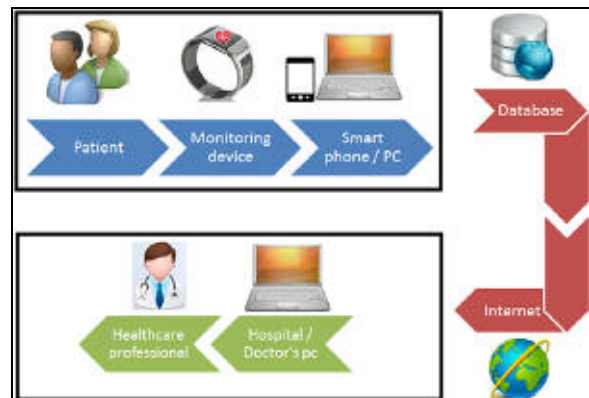 Patient
Monitoring
device
Smart
phone / PC
Database
Internet
Hospital /
Doctor's pc
Healthcare
professional